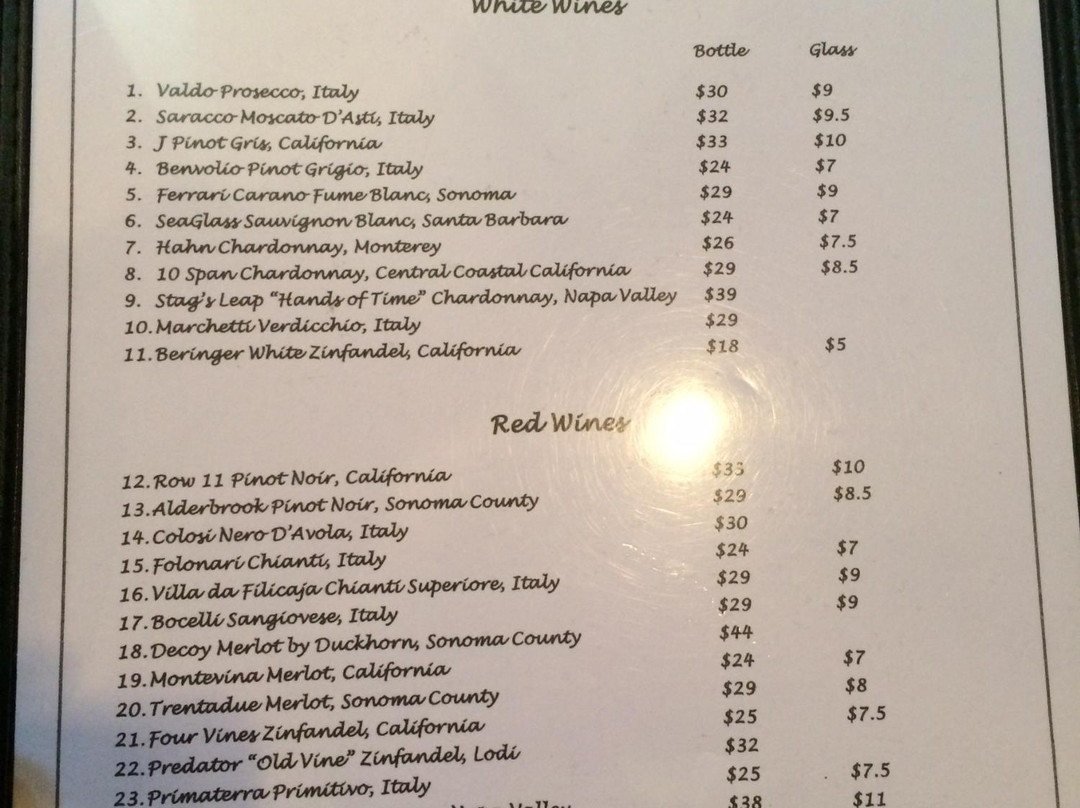 White Wines
Bottle Glass
1. Valdo Prosecco, Italy $30 $9
2. Saracco Moscato D'Asti, Italy $32 $9.5
3. J Pinot Gris, California $33 $10
4. Benvolio Pinot Grigio, Italy $24 $7
5. Ferrari Carano Fume Blanc, Sonoma $29 $9
6. SeaGlass Sauvignon Blanc, Santa Barbara $24 $7
7. Hahn Chardonnay, Monterey $26 $7.5
8. 10 Span Chardonnay, Central Coastal California $29 $8.5
9. Stag's Leap "Hands of Time" Chardonnay, Napa Valley $39
10. Marchetti Verdicchio, Italy $29
11. Beringer White Zinfandel, California $18 $5
Red Wines
12. Row 11 Pinot Noir, California $10
13. Alderbrook Pinot Noir, Sonoma County $29 $8.5
14. Colosi Nero D'Avola, Italy $30
15. Folonari Chianti, Italy $24 $7
16. Villa da Filicaja Chianti Superiore, Italy $29 $9
17. Bocelli Sangiovese, Italy $29 $9
18. Decoy Merlot by Duckhorn, Sonoma County $44
19. Montevina Merlot, California $24 $7
20. Trentadue Merlot, Sonoma County $29 $8
21. Four Vines Zinfandel, California $25 $7.5
22. Predator "Old Vine" Zinfandel, Lodi $32
23. Primaterra Primitivo, Italy $25 $7.5
Valley $38 $11